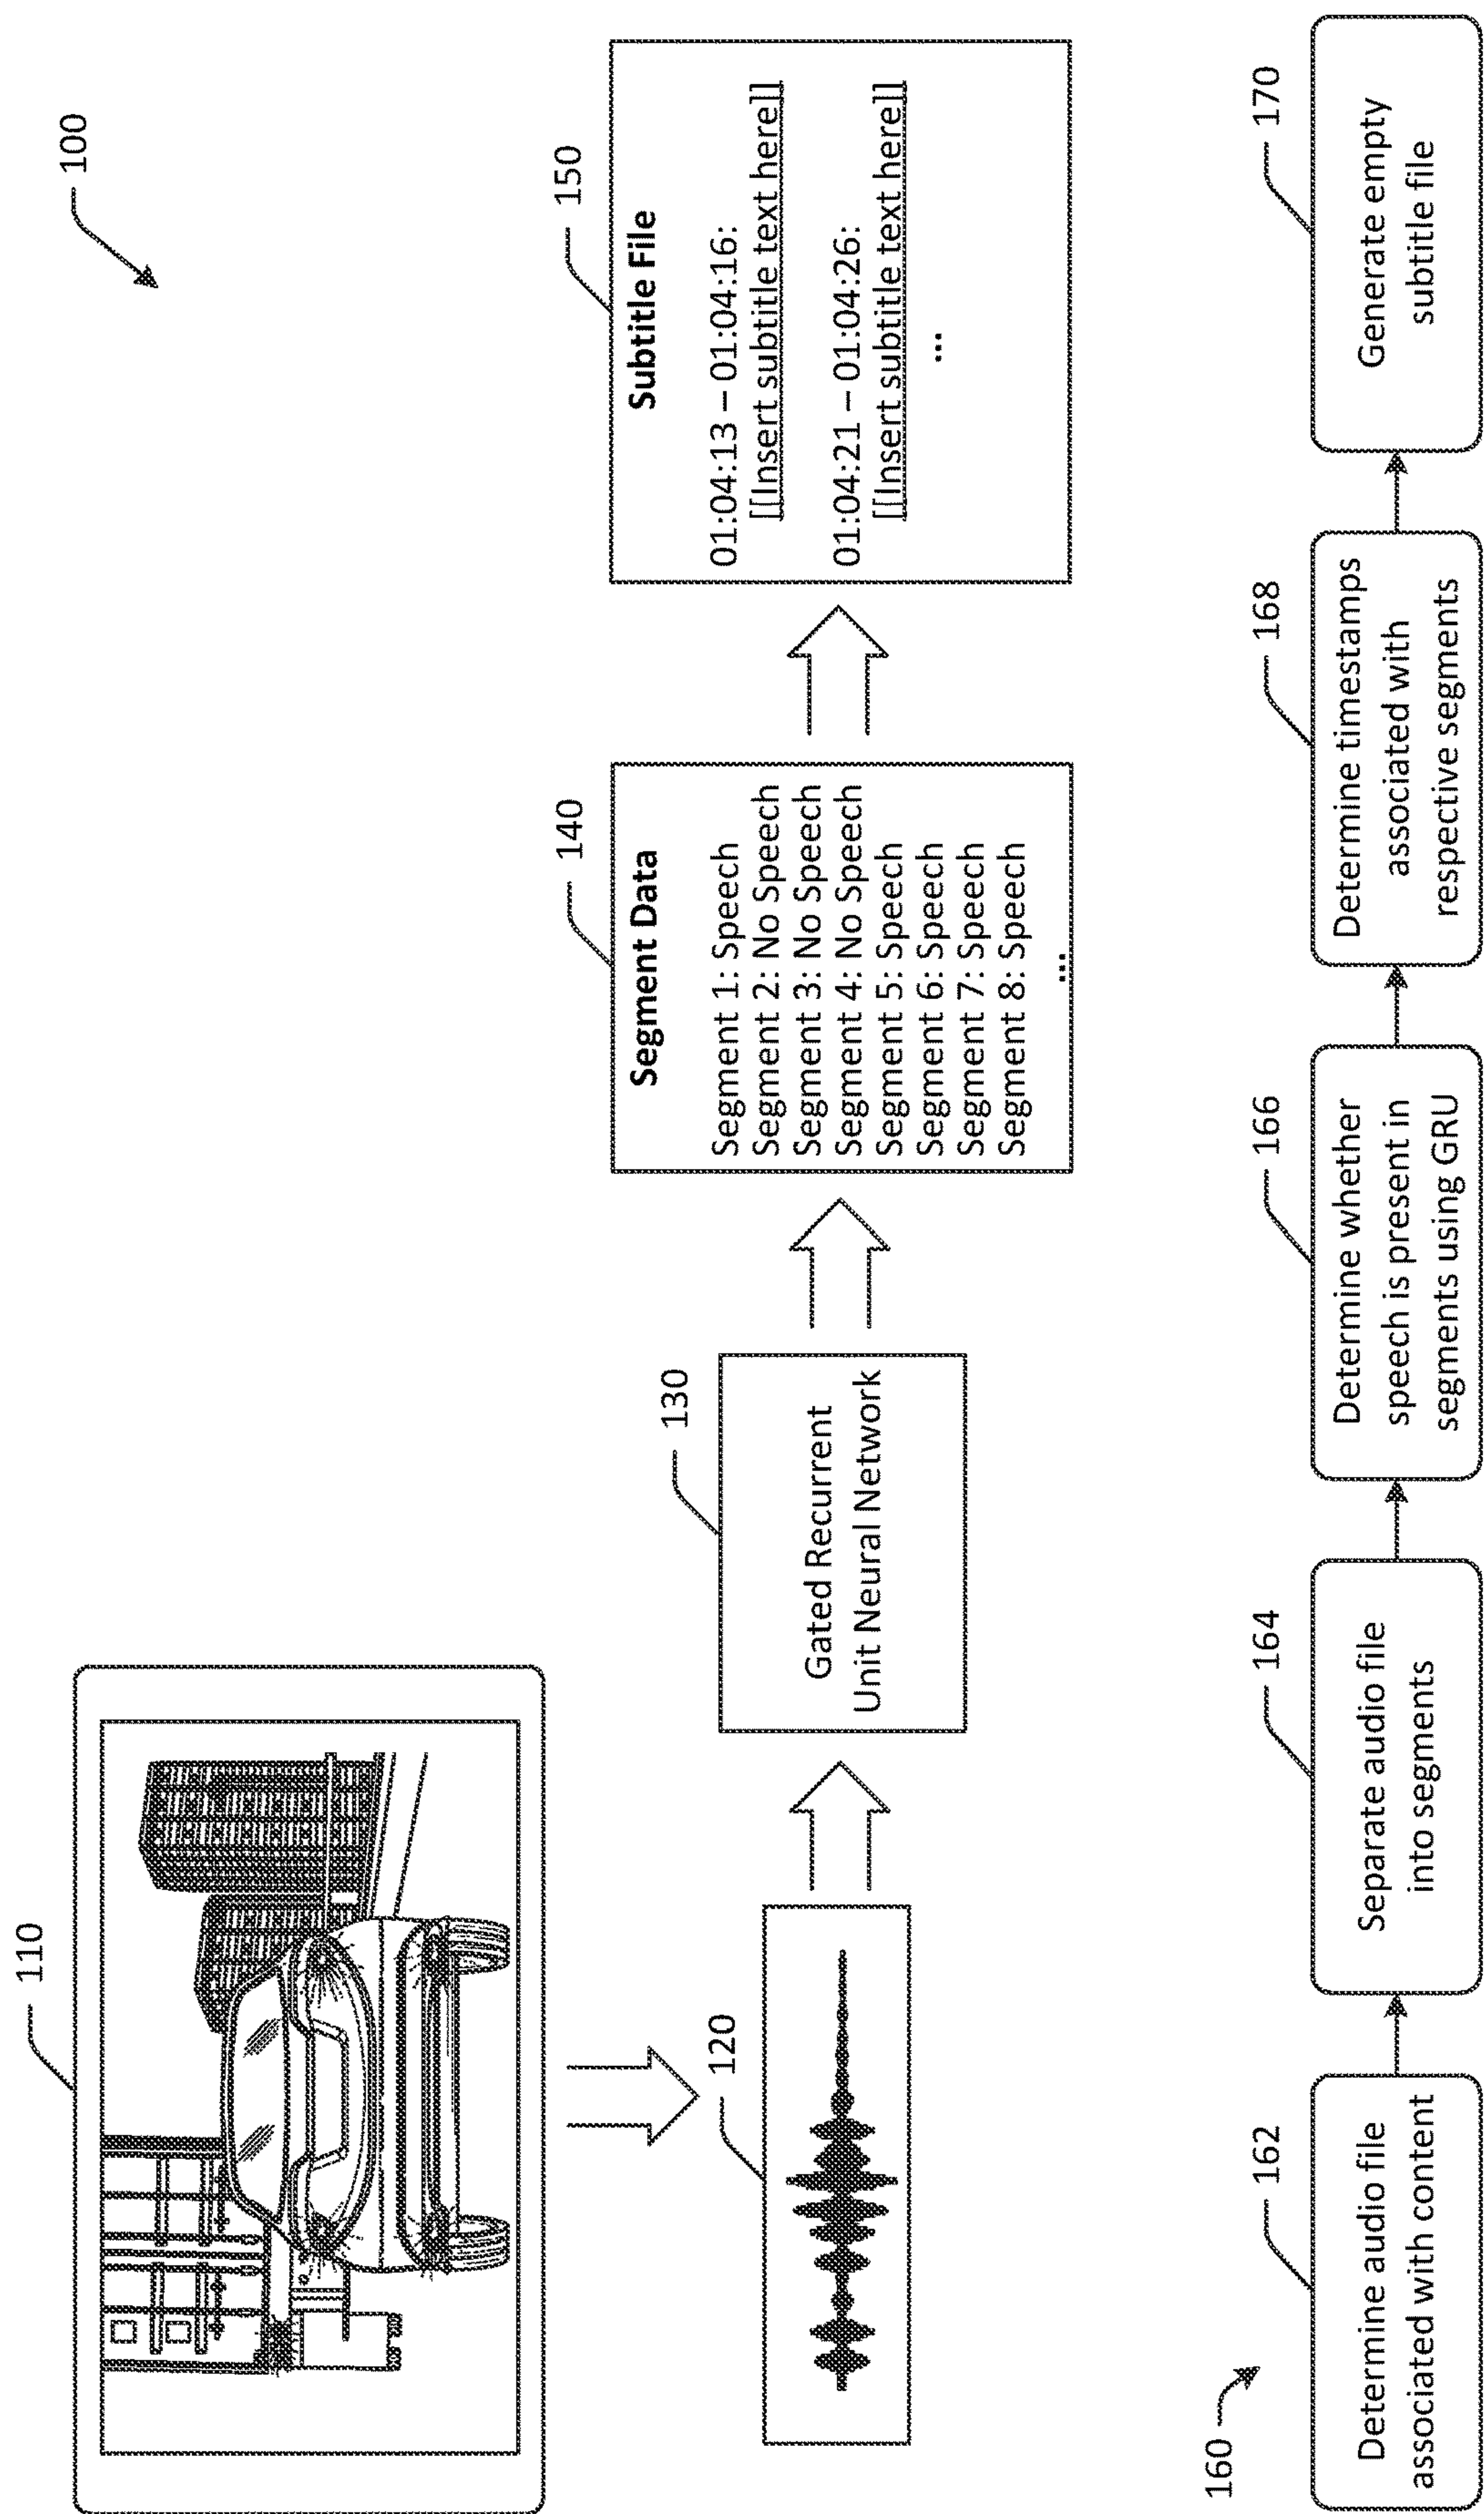 100
110
120
130
Gated Recurrent
Unit Neural Network
140
Segment Data
Segment 1: Speech
Segment 2: No Speech
Segment 3: No Speech
Segment 4: No Speech
Segment 5: Speech
Segment 6: Speech
Segment 7: Speech
Segment 8: Speech
...
150
Subtitle File
01:04:13 – 01:04:16:
[[Insert subtitle text here]]
01:04:21 – 01:04:26:
[[Insert subtitle text here]]
...
160
162
Determine audio file
associated with content
164
Separate audio file
into segments
166
Determine whether
speech is present in
segments using GRU
168
Determine timestamps
associated with
respective segments
170
Generate empty
subtitle file